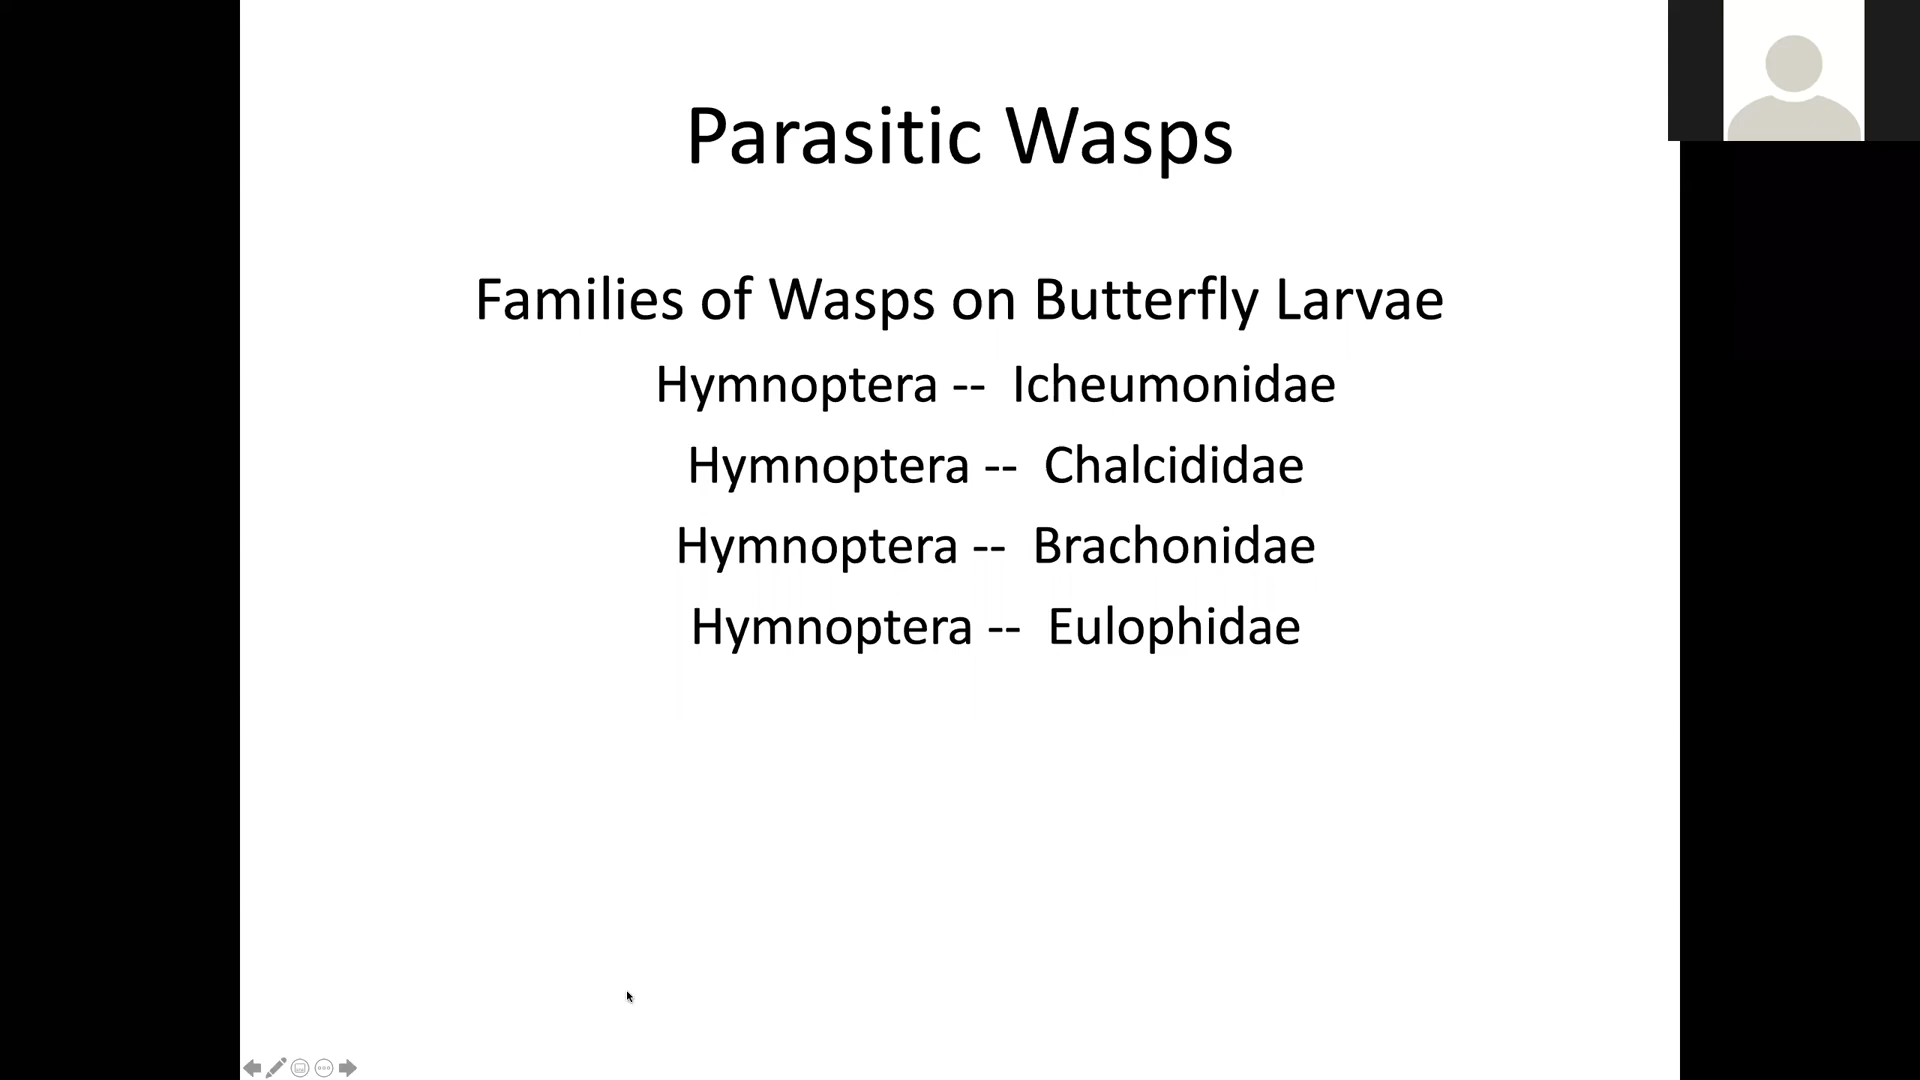 Parasitic Wasps
Families of Wasps on Butterfly Larvae
Hymnoptera -- Icheumonidae
Hymnoptera -- Chalcididae
Hymnoptera -- Brachonidae
Hymnoptera -- Eulophidae